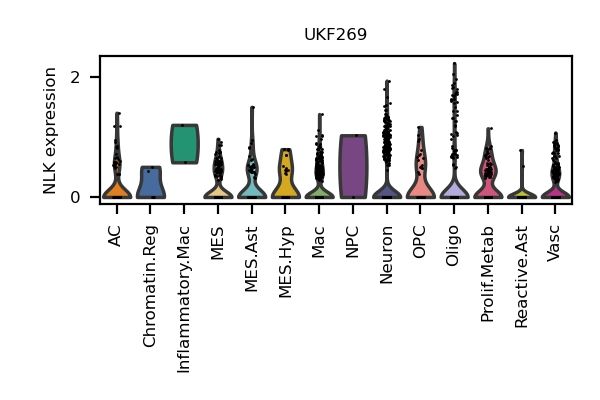 UKF269
NLK expression
2
0
AC
Chromatin.Reg
Inflammatory.Mac
MES
MES.Ast
MES.Hyp
Mac
NPC
Neuron
OPC
Oligo
Prolif.Metab
Reactive.Ast
Vasc